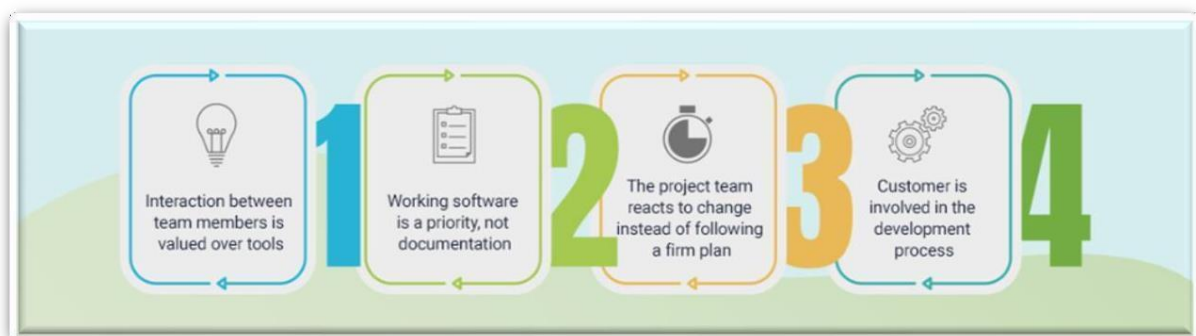 Interaction between
team members is
valued over tools
1
Working software
is a priority, not
documentation
2
The project team
reacts to change
instead of following
a firm plan
3
Customer is
involved in the
development
process
4